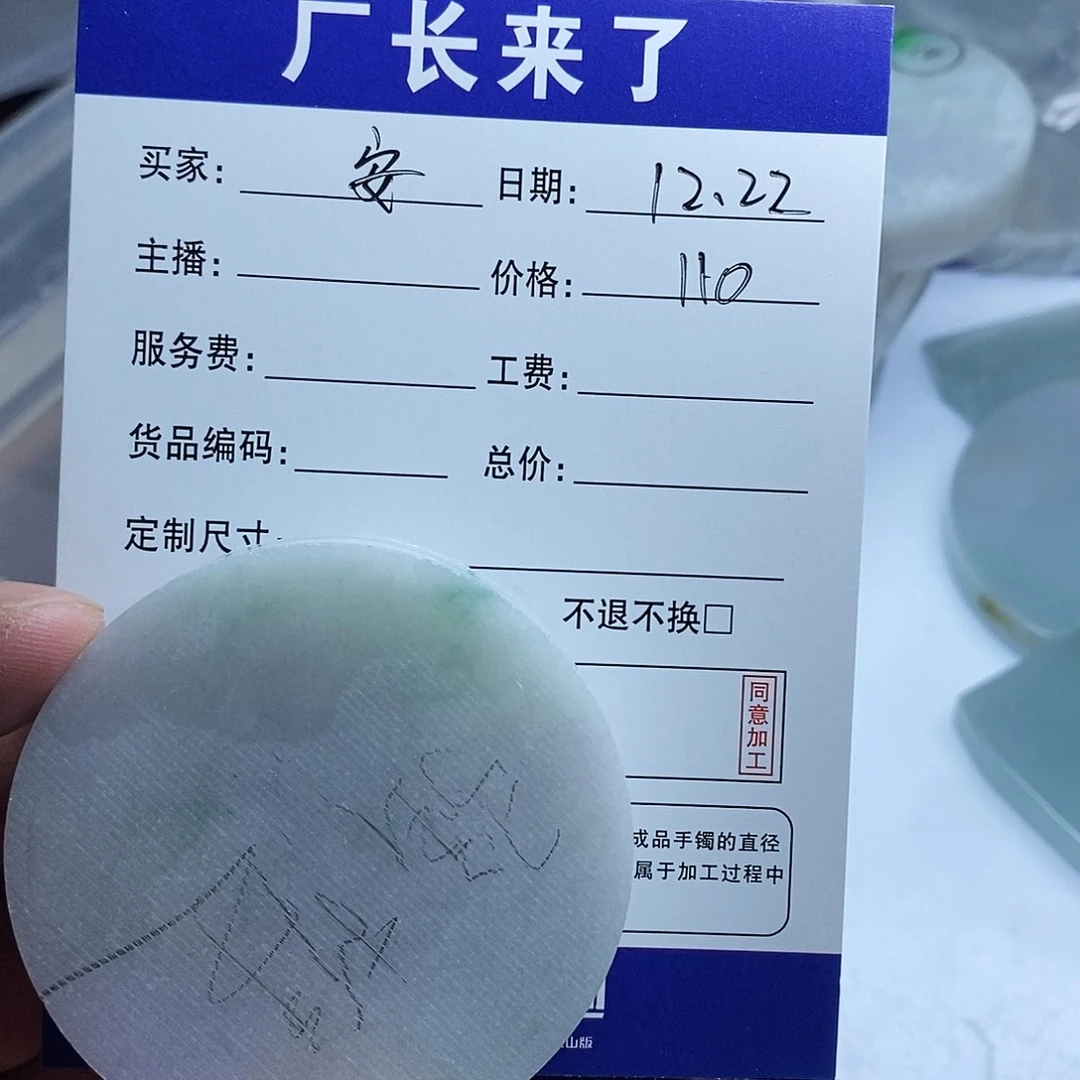 厂长来了
买家: 安 日期: 12.22
主播: 价格: 110
服务费: 工费:
货品编码: 总价:
定制尺寸:
不退不换□
同意加工
成品手镯的直径
属于加工过程中
山版